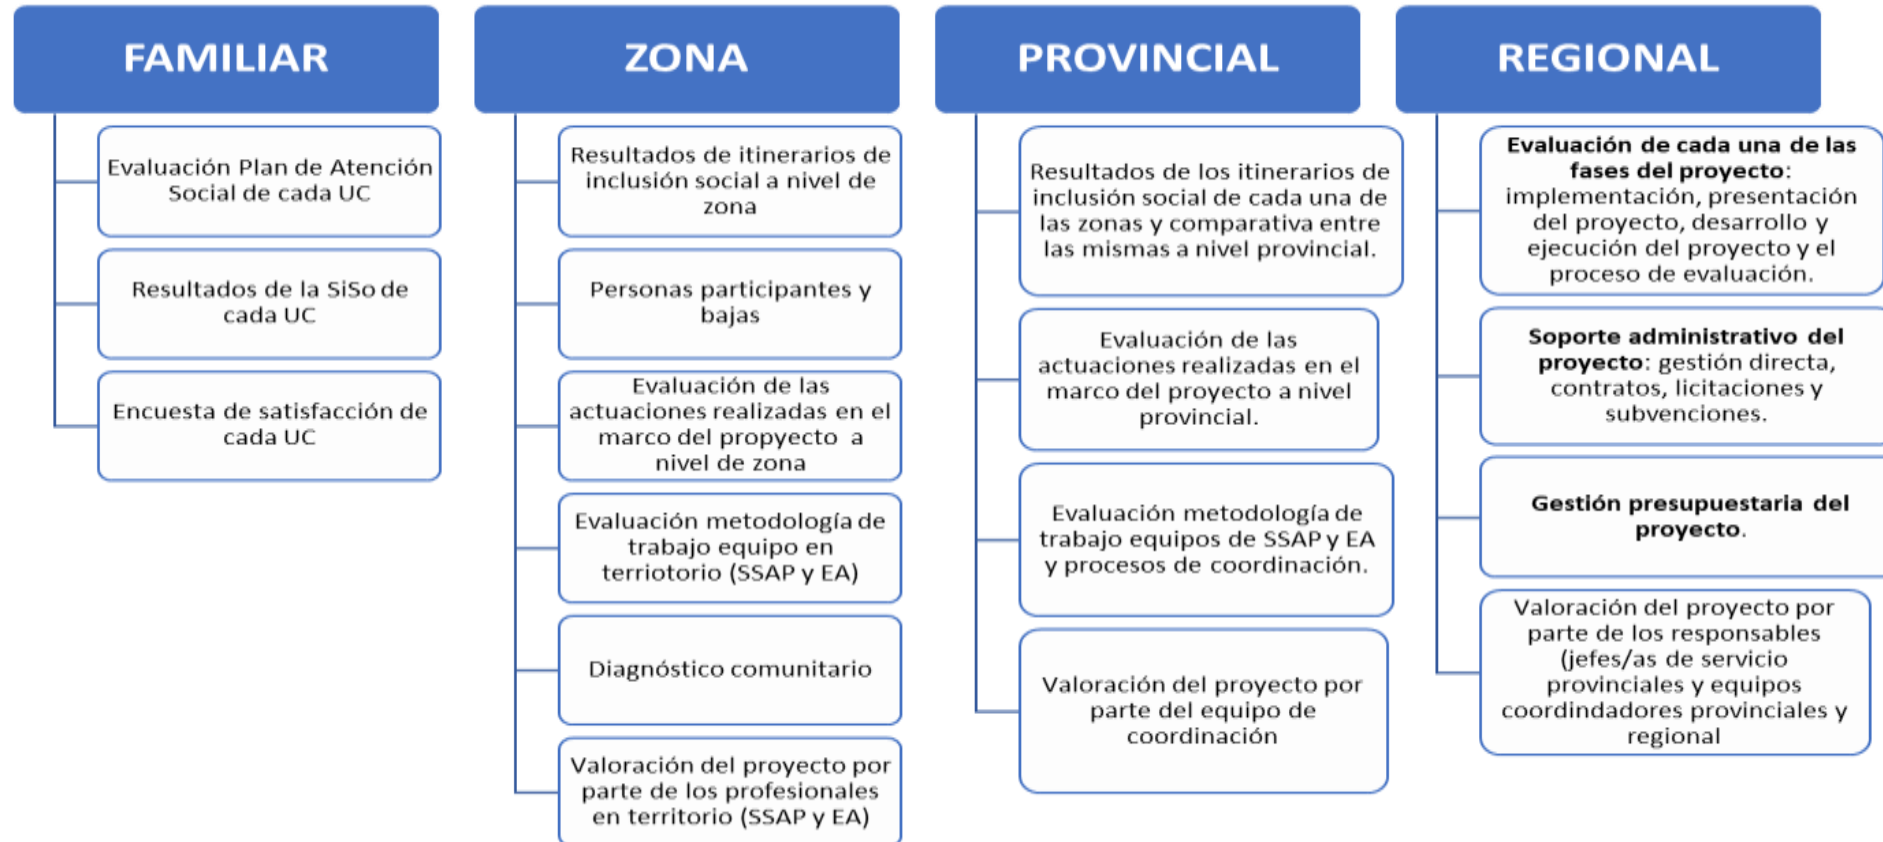 FAMILIAR
Evaluación Plan de Atención
Social de cada UC
Resultados de la SiSo de
cada UC
Encuesta de satisfacción de
cada UC
ZONA
Resultados de itinerarios de
inclusión social a nivel de
zona
Personas participantes y
bajas
Evaluación de las
actuaciones realizadas en el
marco del propyecto a
nivel de zona
Evaluación metodología de
trabajo equipo en
terriotorio (SSAP y EA)
Diagnóstico comunitario
Valoración del proyecto por
parte de los profesionales
en territorio (SSAP y EA)
PROVINCIAL
Resultados de los itinerarios de
inclusión social de cada una de
las zonas y comparativa entre
las mismas a nivel provincial.
Evaluación de las
actuaciones realizadas en el
marco del proyecto a nivel
provincial.
Evaluación metodología de
trabajo equipos de SSAP y EA
y procesos de coordinación.
Valoración del proyecto por
parte del equipo de
coordinación
REGIONAL
Evaluación de cada una de las
fases del proyecto:
implementación, presentación
del proyecto, desarrollo y
ejecución del proyecto y el
proceso de evaluación.
Soporte administrativo del
proyecto: gestión directa,
contratos, licitaciones y
subvenciones.
Gestión presupuestaria del
proyecto.
Valoración del proyecto por
parte de los responsables
(jefes/as de servicio
provinciales y equipos
coordindadores provinciales y
regional